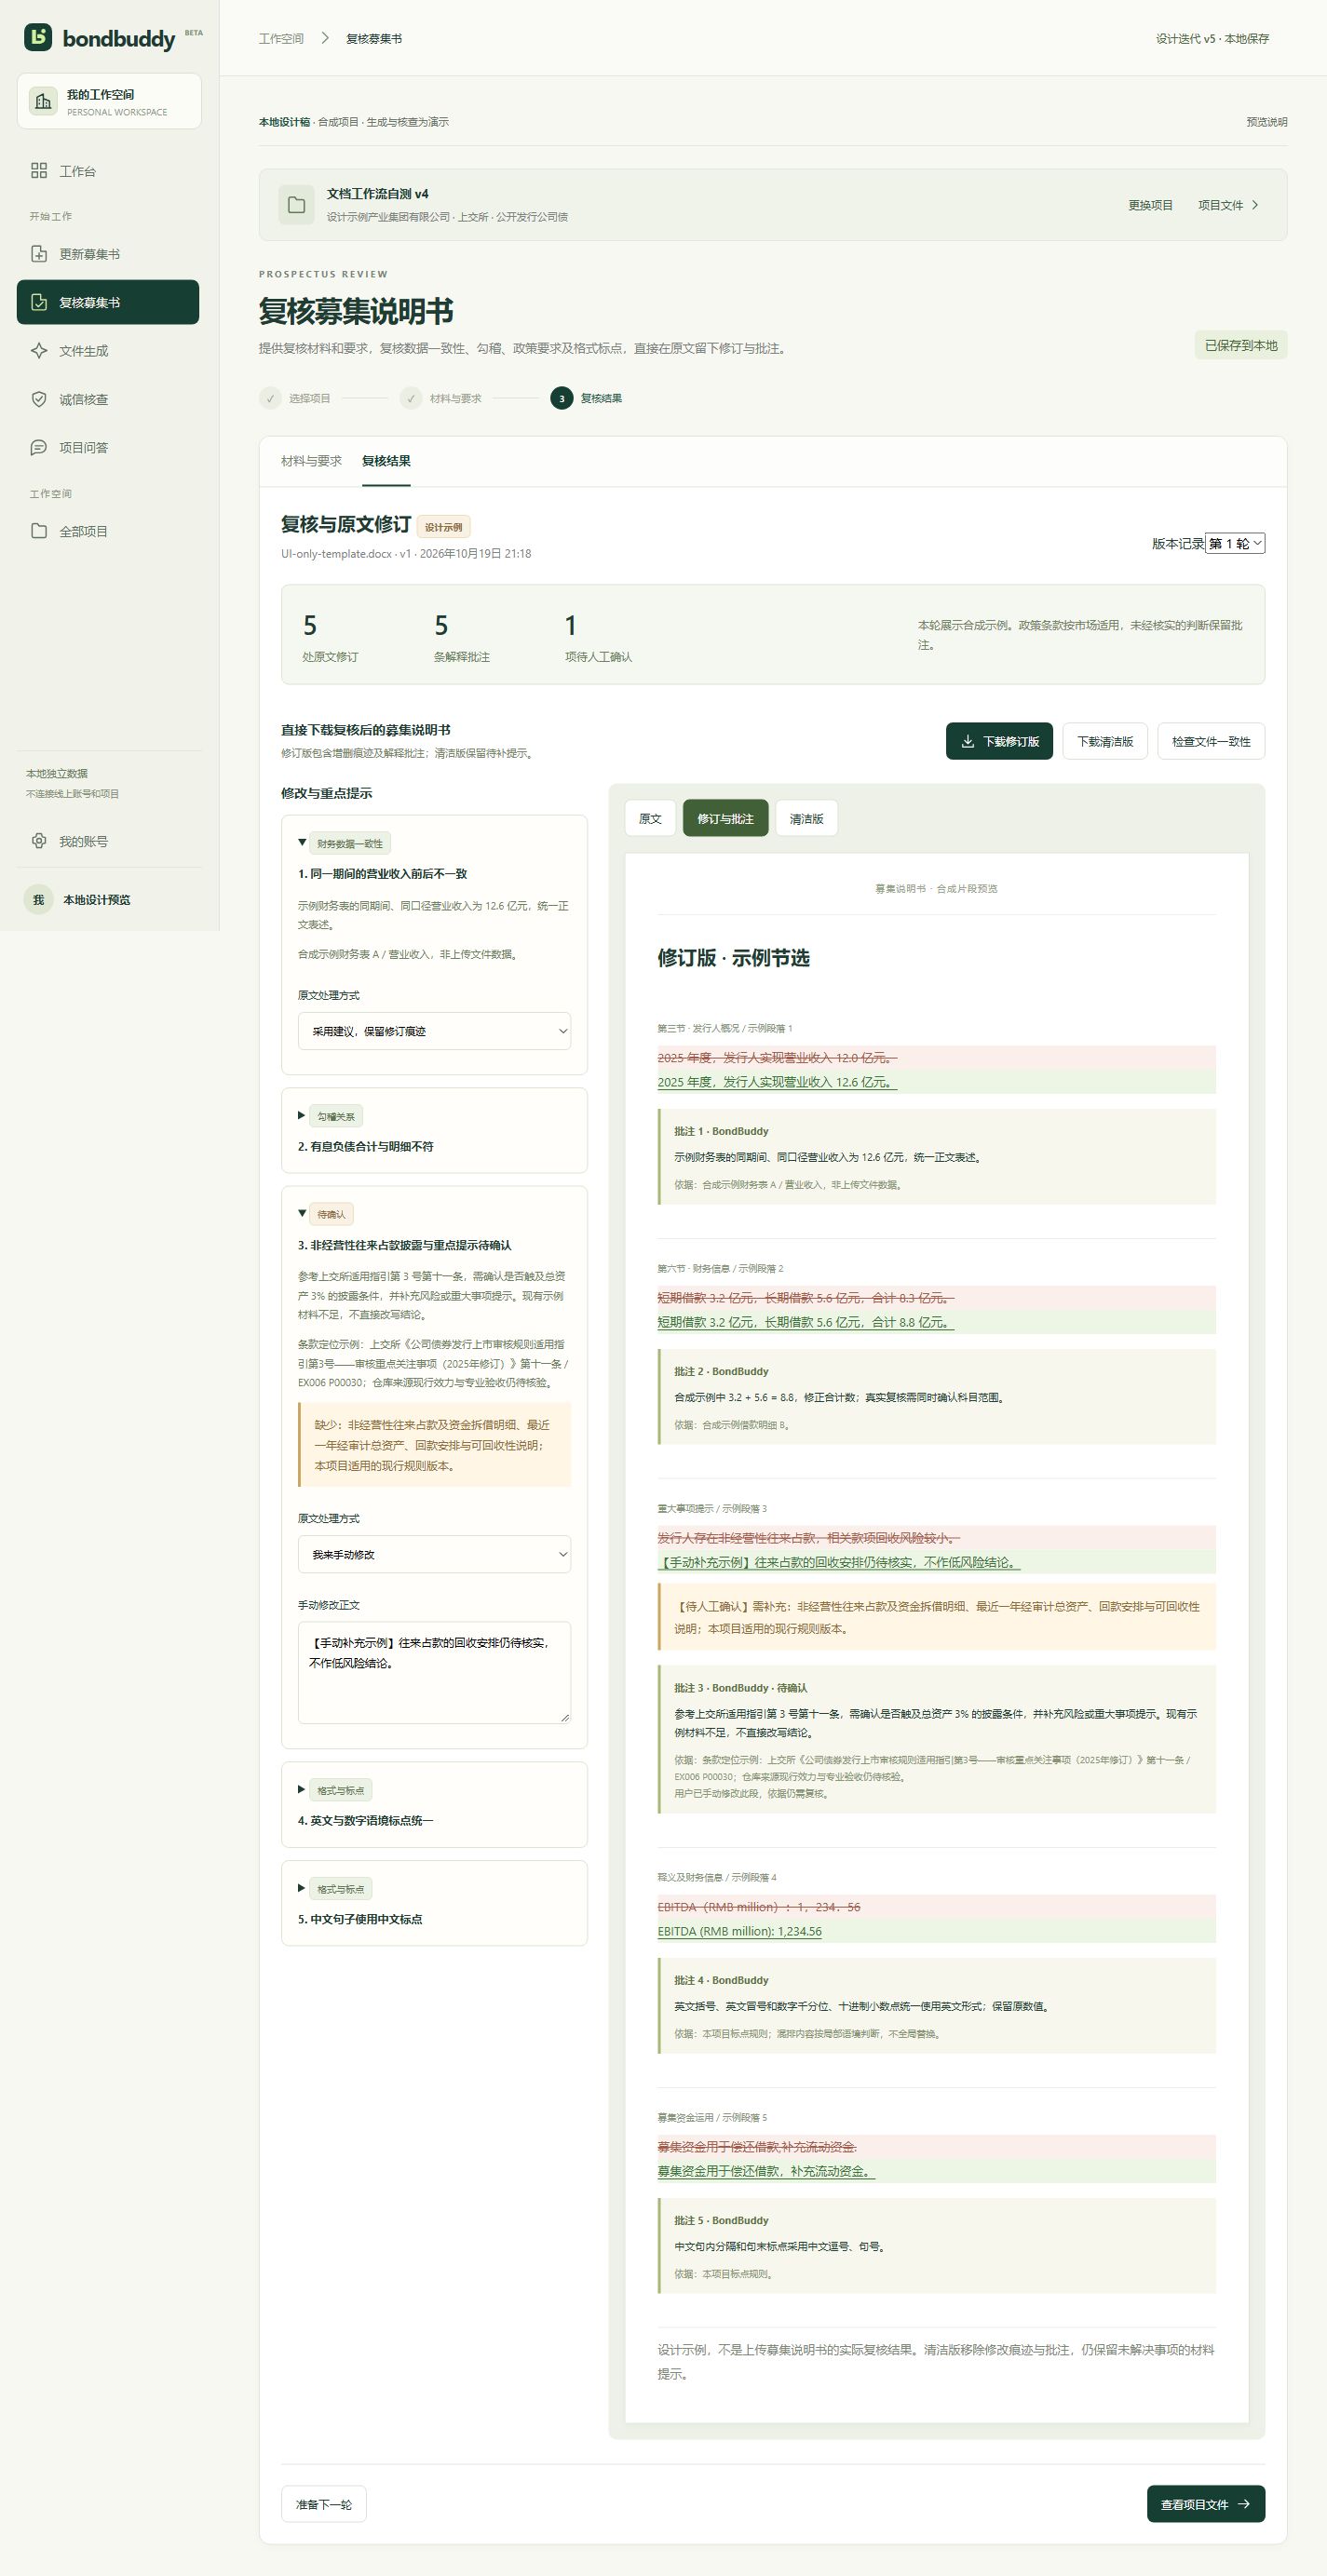 bondbuddy BETA
我的工作空间
PERSONAL WORKSPACE
工作台
开始工作
更新募集书
复核募集书
文件生成
诚信核查
项目问答
工作空间
全部项目
本地独立数据
不连接线上账号和项目
我的账号
我 本地设计预览
工作空间 复核募集书
设计迭代 v5 · 本地保存
本地设计稿 · 合成项目 · 生成与核查为演示
预览说明
文档工作流自测 v4
设计示例产业集团有限公司 · 上交所 · 公开发行公司债
更换项目 项目文件
PROSPECTUS REVIEW
复核募集说明书
提供复核材料和要求，复核数据一致性、勾稽、政策要求及格式标点，直接在原文留下修订与批注。
已保存到本地
✓ 选择项目 ✓ 材料与要求 3 复核结果
材料与要求 复核结果
复核与原文修订 设计示例
UI-only-template.docx · v1 · 2026年10月19日 21:18
版本记录 第 1 轮
5 5 1
处原文修订 条解释批注 项待人工确认
本轮展示合成示例。政策条款按市场适用，未经核实的判断保留批
注。
直接下载复核后的募集说明书
修订版包含增删痕迹及解释批注；清洁版保留待补提示。
下载修订版 下载清洁版 检查文件一致性
修改与重点提示
财务数据一致性
1. 同一期间的营业收入前后不一致
示例财务表的同期间、同口径营业收入为 12.6 亿元，统一正
文表述。
合成示例财务表 A / 营业收入，非上传文件数据。
原文处理方式
采用建议，保留修订痕迹
勾稽关系
2. 有息负债合计与明细不符
待确认
3. 非经营性往来占款披露与重点提示待确认
参考上交所适用指引第 3 号第十一条，需确认是否触及总资
产 3% 的披露条件，并补充风险或重大事项提示。现有示例
材料不足，不直接改写结论。
条款定位示例：上交所《公司债券发行上市审核规则适用指
引第3号——审核重点关注事项（2025年修订）》第十一条 /
EX006 P00030；仓库来源现行效力与专业验收仍待核验。
缺少：非经营性往来占款及资金拆借明细、最近
一年经审计总资产、回款安排与可回收性说明；
本项目适用的现行规则版本。
原文处理方式
我来手动修改
手动修改正文
【手动补充示例】往来占款的回收安排仍待核实，
不作低风险结论。
格式与标点
4. 英文与数字语境标点统一
格式与标点
5. 中文句子使用中文标点
原文 修订与批注 清洁版
募集说明书 · 合成片段预览
修订版 · 示例节选
第三节 · 发行人概况 / 示例段落 1
2025 年度，发行人实现营业收入 12.0 亿元。
2025 年度，发行人实现营业收入 12.6 亿元。
批注 1 · BondBuddy
示例财务表的同期间、同口径营业收入为 12.6 亿元，统一正文表述。
依据：合成示例财务表 A / 营业收入，非上传文件数据。
第六节 · 财务信息 / 示例段落 2
短期借款 3.2 亿元，长期借款 5.6 亿元，合计 8.3 亿元。
短期借款 3.2 亿元，长期借款 5.6 亿元，合计 8.8 亿元。
批注 2 · BondBuddy
合成示例中 3.2 + 5.6 = 8.8，修正合计数；真实复核需同时确认科目范围。
依据：合成示例借款明细 B。
重大事项提示 / 示例段落 3
发行人存在非经营性往来占款，相关款项回收风险较小。
【手动补充示例】往来占款的回收安排仍待核实，不作低风险结论。
【待人工确认】需补充：非经营性往来占款及资金拆借明细、最近一年经审计总资产、回款安排与可回收性
说明；本项目适用的现行规则版本。
批注 3 · BondBuddy · 待确认
参考上交所适用指引第 3 号第十一条，需确认是否触及总资产 3% 的披露条件，并补充风险或重大事项提示。现有示
例材料不足，不直接改写结论。
依据：条款定位示例：上交所《公司债券发行上市审核规则适用指引第3号——审核重点关注事项（2025年修订）》第十一条 /
EX006 P00030；仓库来源现行效力与专业验收仍待核验。
用户已手动修改此段，依据仍需复核。
释义及财务信息 / 示例段落 4
EBITDA（RMB million）：1，234．56
EBITDA (RMB million): 1,234.56
批注 4 · BondBuddy
英文括号、英文冒号和数字千分位、十进制小数点统一使用英文形式；保留原数值。
依据：本项目标点规则；混排内容按局部语境判断，不全局替换。
募集资金运用 / 示例段落 5
募集资金用于偿还借款,补充流动资金.
募集资金用于偿还借款，补充流动资金。
批注 5 · BondBuddy
中文句内分隔和句末标点采用中文逗号、句号。
依据：本项目标点规则。
设计示例，不是上传募集说明书的实际复核结果。清洁版移除修改痕迹与批注，仍保留未解决事项的材料
提示。
准备下一轮
查看项目文件